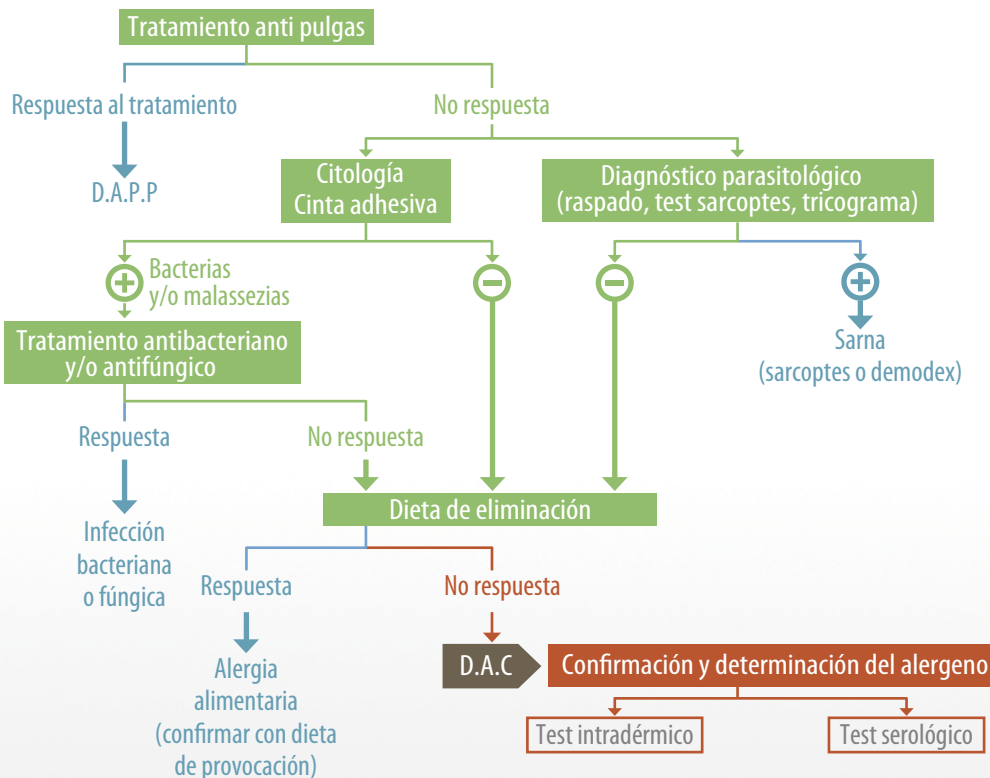 Tratamiento anti pulgas
Respuesta al tratamiento
No respuesta
D.A.P.P
Citología
Cinta adhesiva
Diagnóstico parasitológico
(raspado, test sarcoptes, tricograma)
Bacterias
y/o malassezias
Tratamiento antibacteriano
y/o antifúngico
Sarna
(sarcoptes o demodex)
Respuesta
No respuesta
Dieta de eliminación
Infección
bacteriana
o fúngica
Respuesta
No respuesta
Alergia
alimentaria
(confirmar con dieta
de provocación)
D.A.C
Confirmación y determinación del alergeno
Test intradérmico
Test serológico